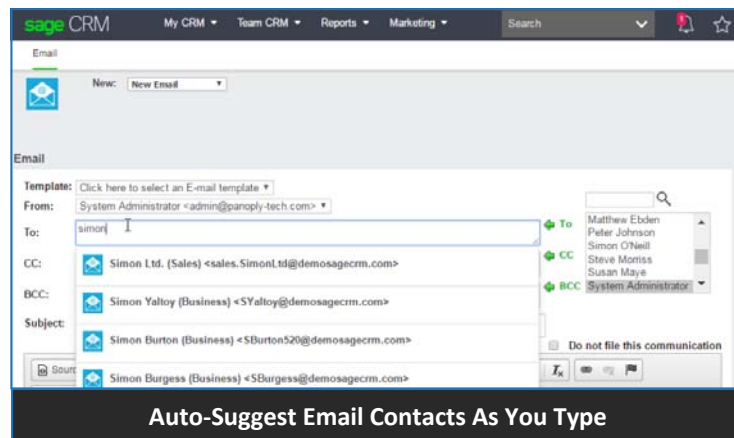 sage CRM My CRM Team CRM Reports Marketing Search
Email
New: New Email
Email
Template: Click here to select an E-mail template
From: System Administrator <admin@panoply-tech.com>
To: simon
To
CC
BCC
Matthew Ebden
Peter Johnson
Simon O'Neill
Steve Morriss
Susan Maye
System Administrator
CC:
BCC:
Subject:
Simon Ltd. (Sales) <sales.SimonLtd@demosagecrm.com>
Simon Yaltoy (Business) <SYaltoy@demosagecrm.com>
Simon Burton (Business) <SBurton520@demosagecrm.com>
Simon Burgess (Business) <SBurgess@demosagecrm.com>
Do not file this communication
Sourc
Auto-Suggest Email Contacts As You Type